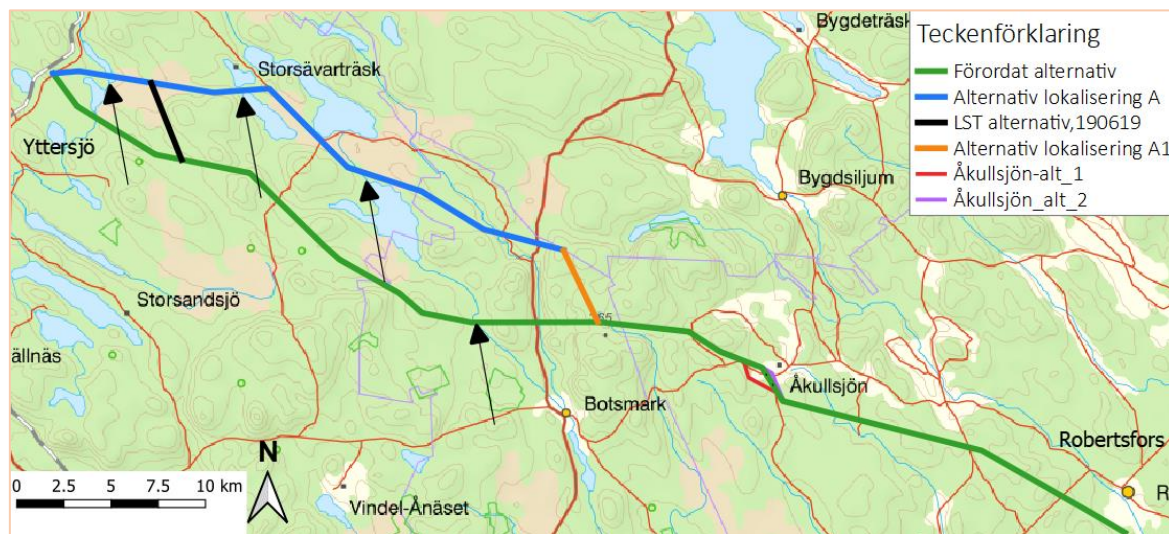 Bygdeträsk
Teckenförklaring
Förordat alternativ
Alternativ lokalisering A
LST alternativ,190619
Alternativ lokalisering A1
Åkullsjön-alt_1
Åkullsjön_alt_2
Storsävarträsk
Yttersjö
Bygdsiljum
Storsandsjö
ällnäs
Åkullsjön
Botsmark
Robertsfors
R
N
0 2.5 5 7.5 10 km
Vindel-Ånäset